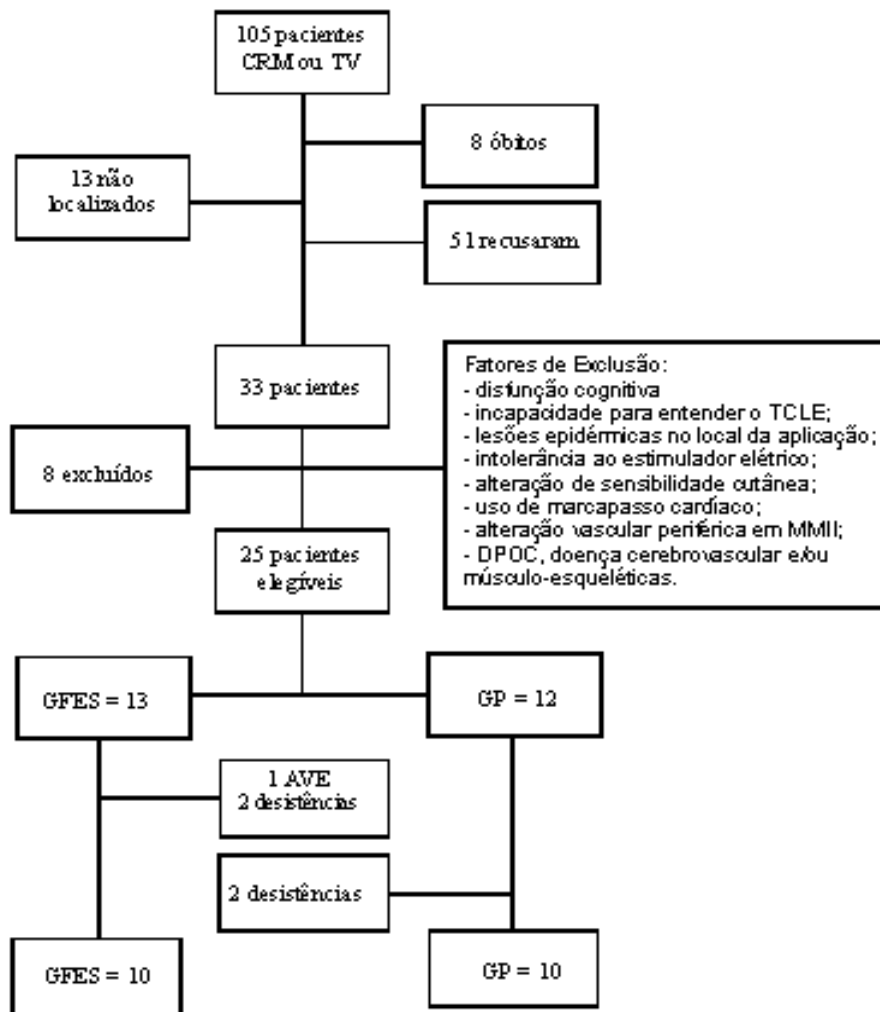 105 pacientes
CRM ou TV
8 óbitos
13 não
localizados
51 recusaram
33 pacientes
Fatores de Exclusão:
- disfunção cognitiva
- incapacidade para entender o TCLE;
- lesões epidérmicas no local da aplicação;
- intolerância ao estimulador elétrico;
- alteração de sensibilidade cutânea;
- uso de marcapasso cardíaco;
- alteração vascular periférica em MMII;
- DPOC, doença cerebrovascular e/ou
músculo-esqueléticas.
8 excluídos
25 pacientes
elegíveis
GFES = 13
GP = 12
1 AVE
2 desistências
2 desistências
GFES = 10
GP = 10